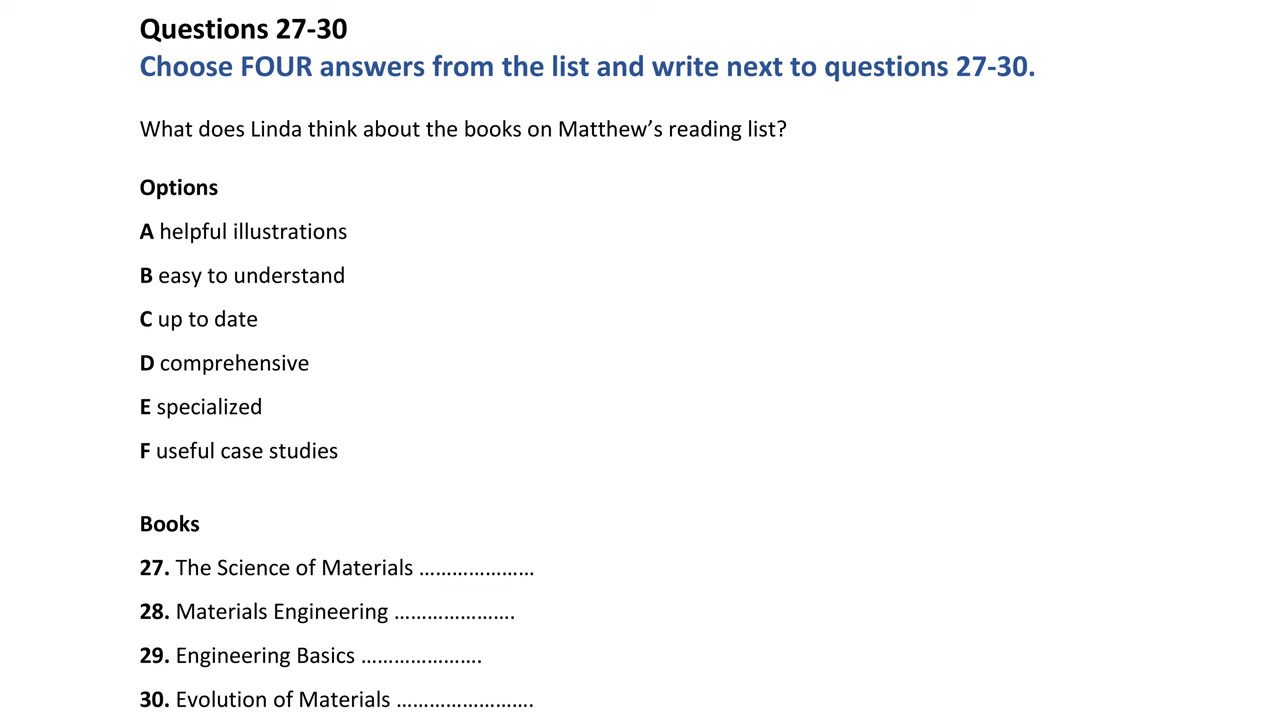 Questions 27-30
Choose FOUR answers from the list and write next to questions 27-30.
What does Linda think about the books on Matthew’s reading list?
Options
A helpful illustrations
B easy to understand
C up to date
D comprehensive
E specialized
F useful case studies
Books
27. The Science of Materials …………………
28. Materials Engineering ………………….
29. Engineering Basics ………………….
30. Evolution of Materials …………………….